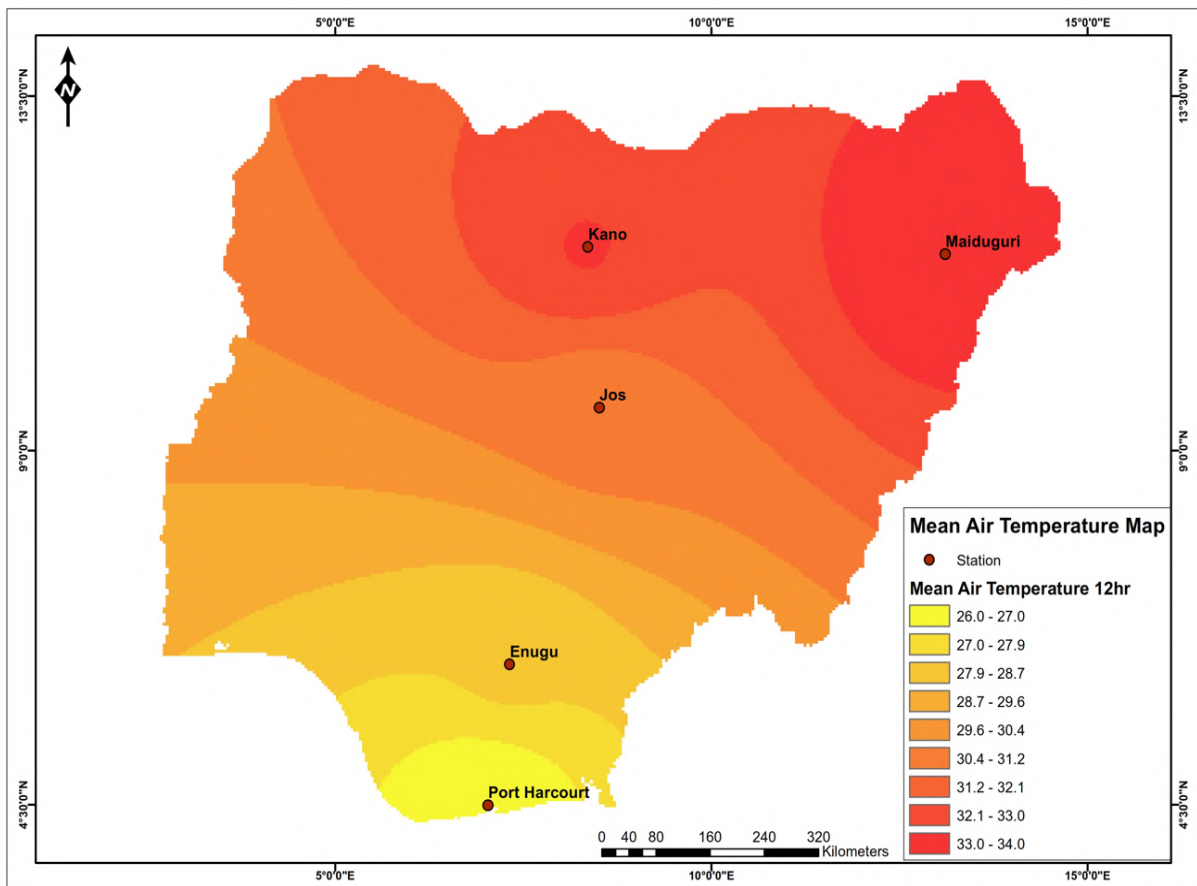 5°0'0"E 10°0'0"E 15°0'0"E
N
13°30'0"N 13°30'0"N
Kano
Maiduguri
Jos
9°0'0"N 9°0'0"N
Mean Air Temperature Map
Station
Mean Air Temperature 12hr
26.0 - 27.0
27.0 - 27.9
27.9 - 28.7
28.7 - 29.6
29.6 - 30.4
30.4 - 31.2
31.2 - 32.1
32.1 - 33.0
33.0 - 34.0
Enugu
Port Harcourt
4°30'0"N 4°30'0"N
0 40 80 160 240 320
Kilometers
5°0'0"E 10°0'0"E 15°0'0"E